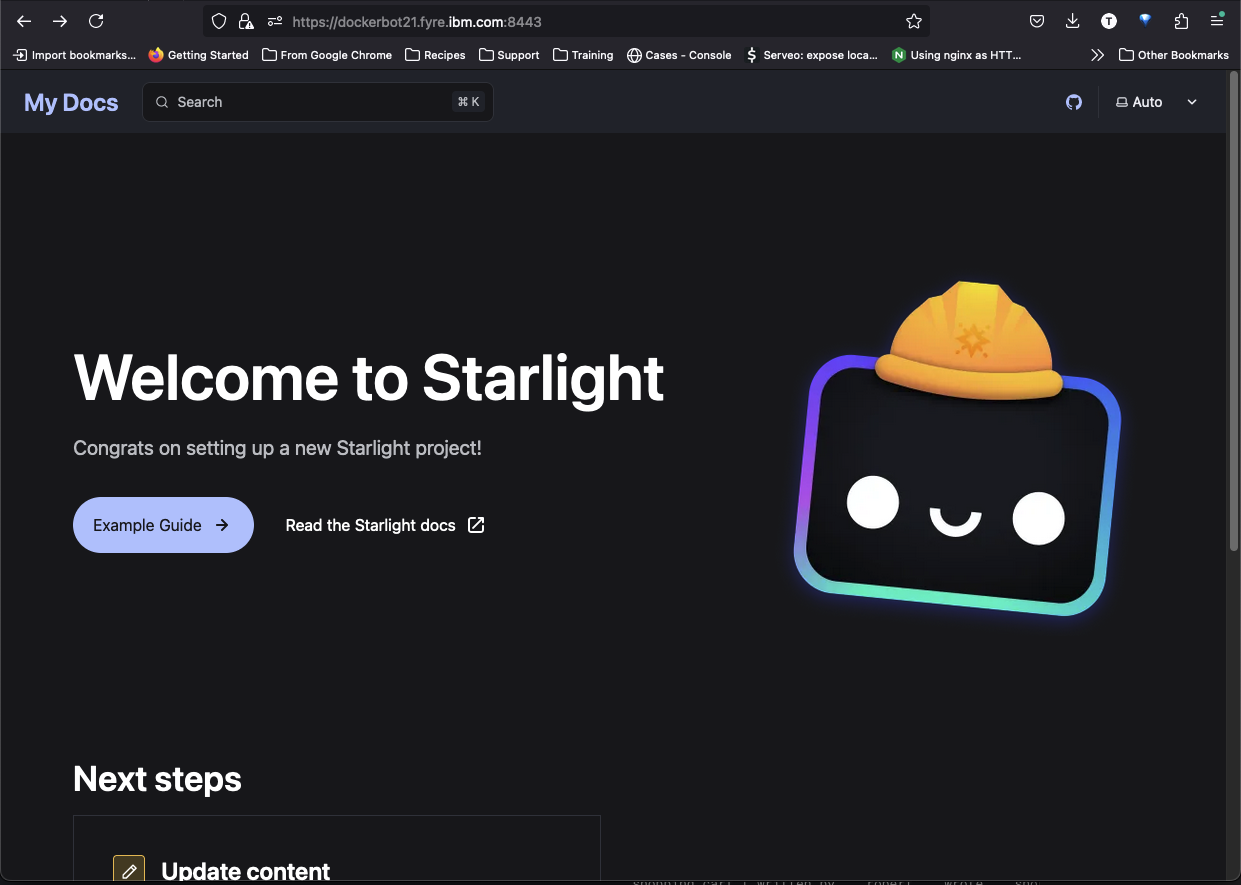 https://dockerbot21.fyre.ibm.com:8443
Import bookmarks... Getting Started From Google Chrome Recipes Support Training Cases - Console Serveo: expose loca... Using nginx as HTT... Other Bookmarks
My Docs Search ⌘ K Auto
Welcome to Starlight
Congrats on setting up a new Starlight project!
Example Guide → Read the Starlight docs
Next steps
Update content